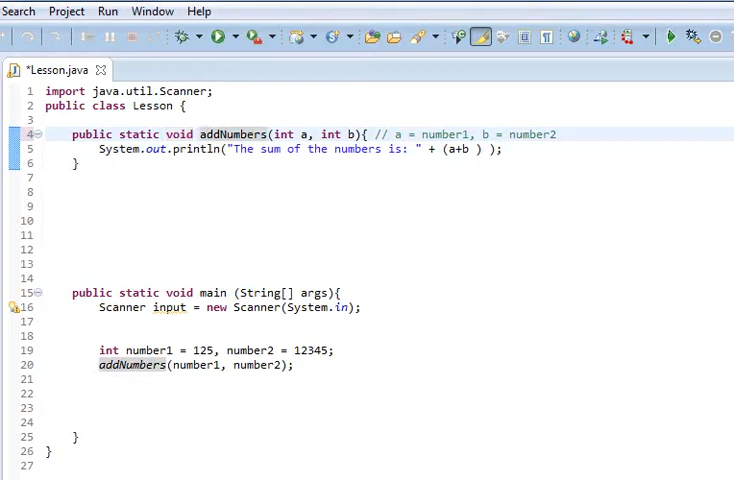 Search Project Run Window Help
*Lesson.java
1 import java.util.Scanner;
2 public class Lesson {
3
4 public static void addNumbers(int a, int b){ // a = number1, b = number2
5 System.out.println("The sum of the numbers is: " + (a+b ) );
6 }
7
8
9
10
11
12
13
14
15 public static void main (String[] args){
16 Scanner input = new Scanner(System.in);
17
18
19 int number1 = 125, number2 = 12345;
20 addNumbers(number1, number2);
21
22
23
24
25 }
26 }
27